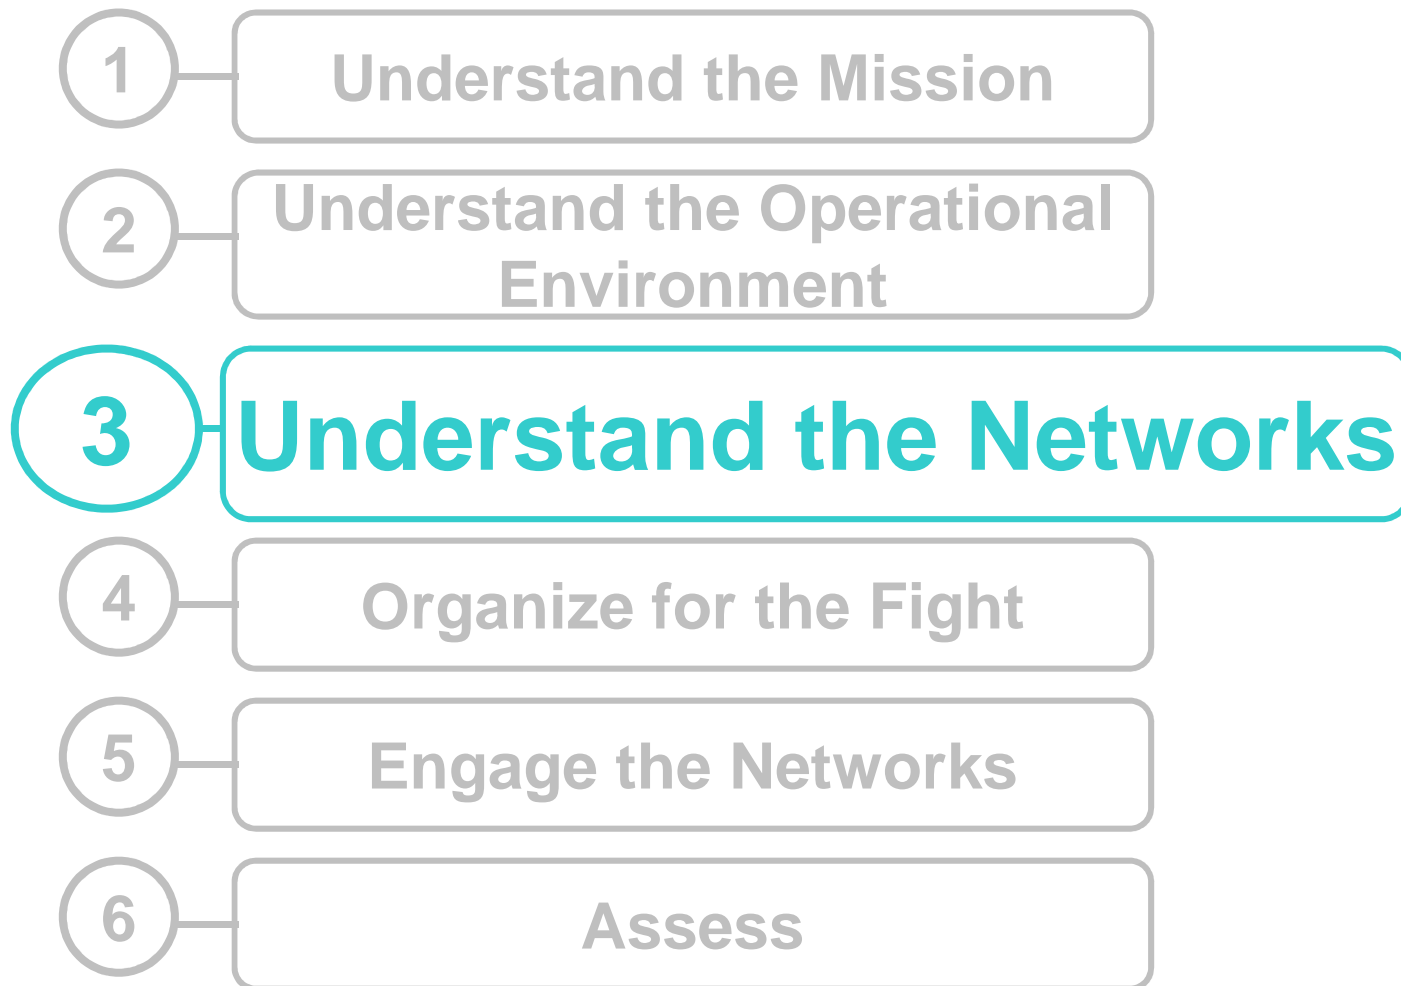 1
Understand the Mission
2
Understand the Operational
Environment
3
Understand the Networks
4
Organize for the Fight
5
Engage the Networks
6
Assess